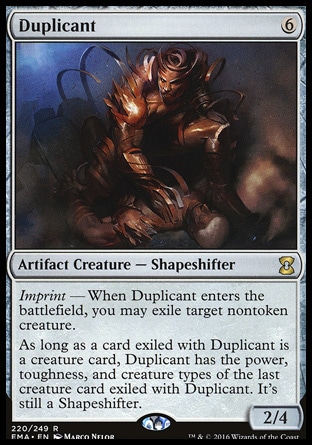 Duplicant 6
Artifact Creature — Shapeshifter
Imprint — When Duplicant enters the
battlefield, you may exile target nontoken
creature.
As long as a card exiled with Duplicant is
a creature card, Duplicant has the power,
toughness, and creature types of the last
creature card exiled with Duplicant. It's
still a Shapeshifter.
220/249 R
EMA • EN Marco Nelor
™ & © 2016 Wizards of the Coast
2/4